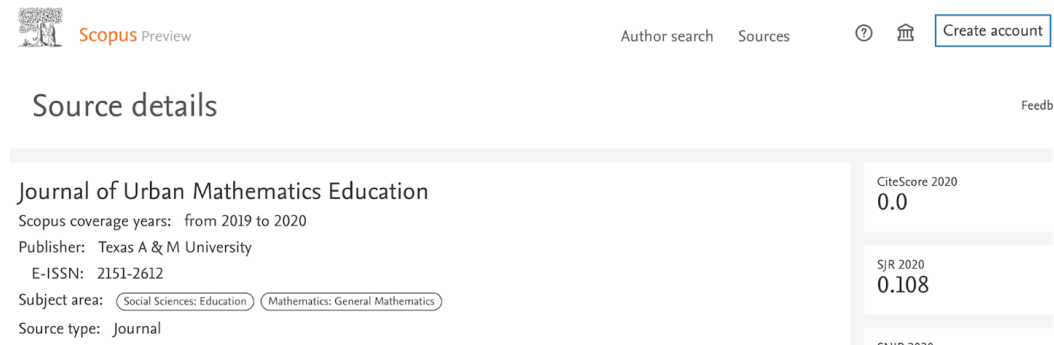 Scopus Preview
Author search Sources Create account
Source details
Feedb
Journal of Urban Mathematics Education
Scopus coverage years: from 2019 to 2020
Publisher: Texas A & M University
E-ISSN: 2151-2612
Subject area: Social Sciences: Education Mathematics: General Mathematics
Source type: Journal
CiteScore 2020
0.0
SJR 2020
0.108
SNIP 2020